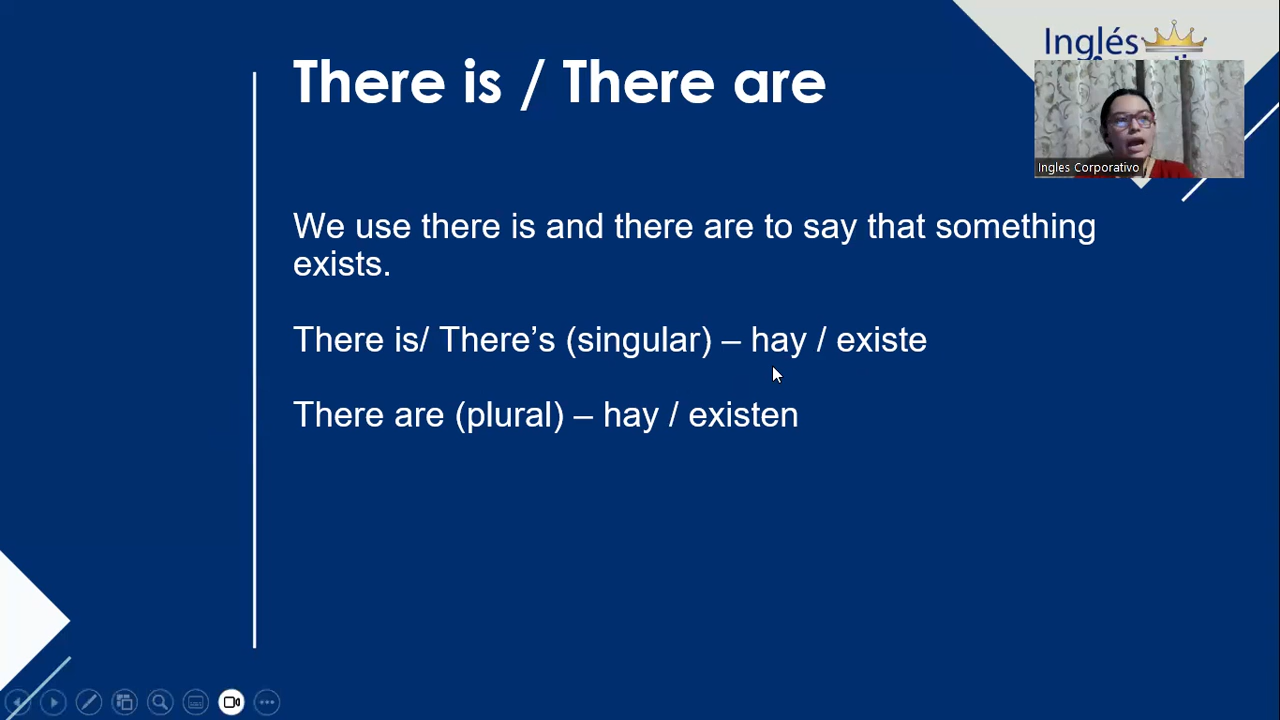 Inglés
There is / There are
Ingles Corporativo
We use there is and there are to say that something
exists.
There is/ There’s (singular) – hay / existe
There are (plural) – hay / existen